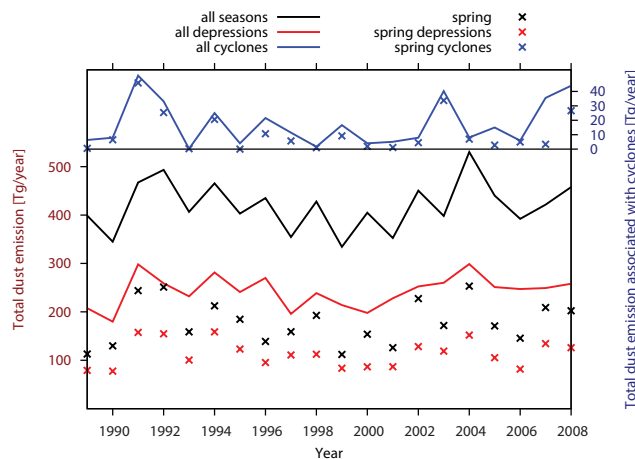 all seasons
all depressions
all cyclones
spring
spring depressions
spring cyclones
40
30
20
10
0
500
400
300
200
100
Total dust emission [Tg/year]
Total dust emission associated with cyclones [Tg/year]
1990 1992 1994 1996 1998 2000 2002 2004 2006 2008
Year